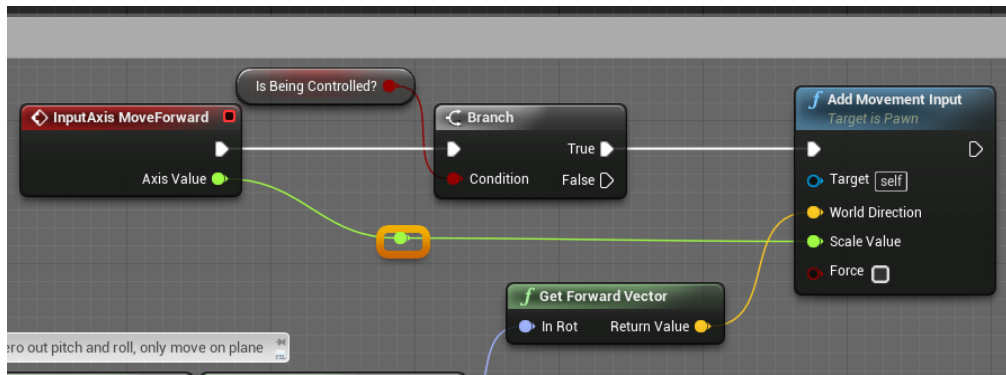 Is Being Controlled?
InputAxis MoveForward
Axis Value
Branch
True
Condition
False
f Add Movement Input
Target is Pawn
Target self
World Direction
Scale Value
Force
f Get Forward Vector
In Rot Return Value
ero out pitch and roll, only move on plane